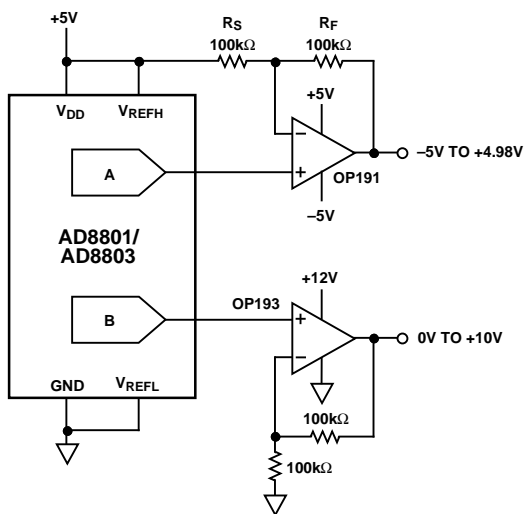 +5V
RS RF
100kΩ 100kΩ
VDD VREFH
+5V
–
+
–5V TO +4.98V
OP191
–5V
A
AD8801/
AD8803
+12V
OP193
B
+
–
0V TO +10V
GND VREFL
100kΩ
100kΩ